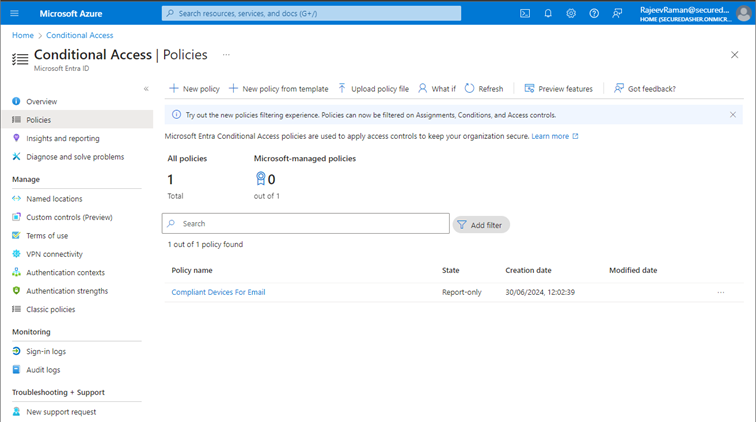 Microsoft Azure
Search resources, services, and docs (G+/)
RajeevRaman@secured...
HOME (SECUREDASHER.ONMICR...
Home > Conditional Access
Conditional Access | Policies ...
Microsoft Entra ID
Overview
Policies
Insights and reporting
Diagnose and solve problems
Manage
Named locations
Custom controls (Preview)
Terms of use
VPN connectivity
Authentication contexts
Authentication strengths
Classic policies
Monitoring
Sign-in logs
Audit logs
Troubleshooting + Support
New support request
New policy New policy from template Upload policy file What if Refresh Preview features Got feedback?
Try out the new policies filtering experience. Policies can now be filtered on Assignments, Conditions, and Access controls.
Microsoft Entra Conditional Access policies are used to apply access controls to keep your organization secure. Learn more
All policies Microsoft-managed policies
1 0
Total out of 1
Search Add filter
1 out of 1 policy found
Policy name State Creation date Modified date
Compliant Devices For Email Report-only 30/06/2024, 12:02:39 ...